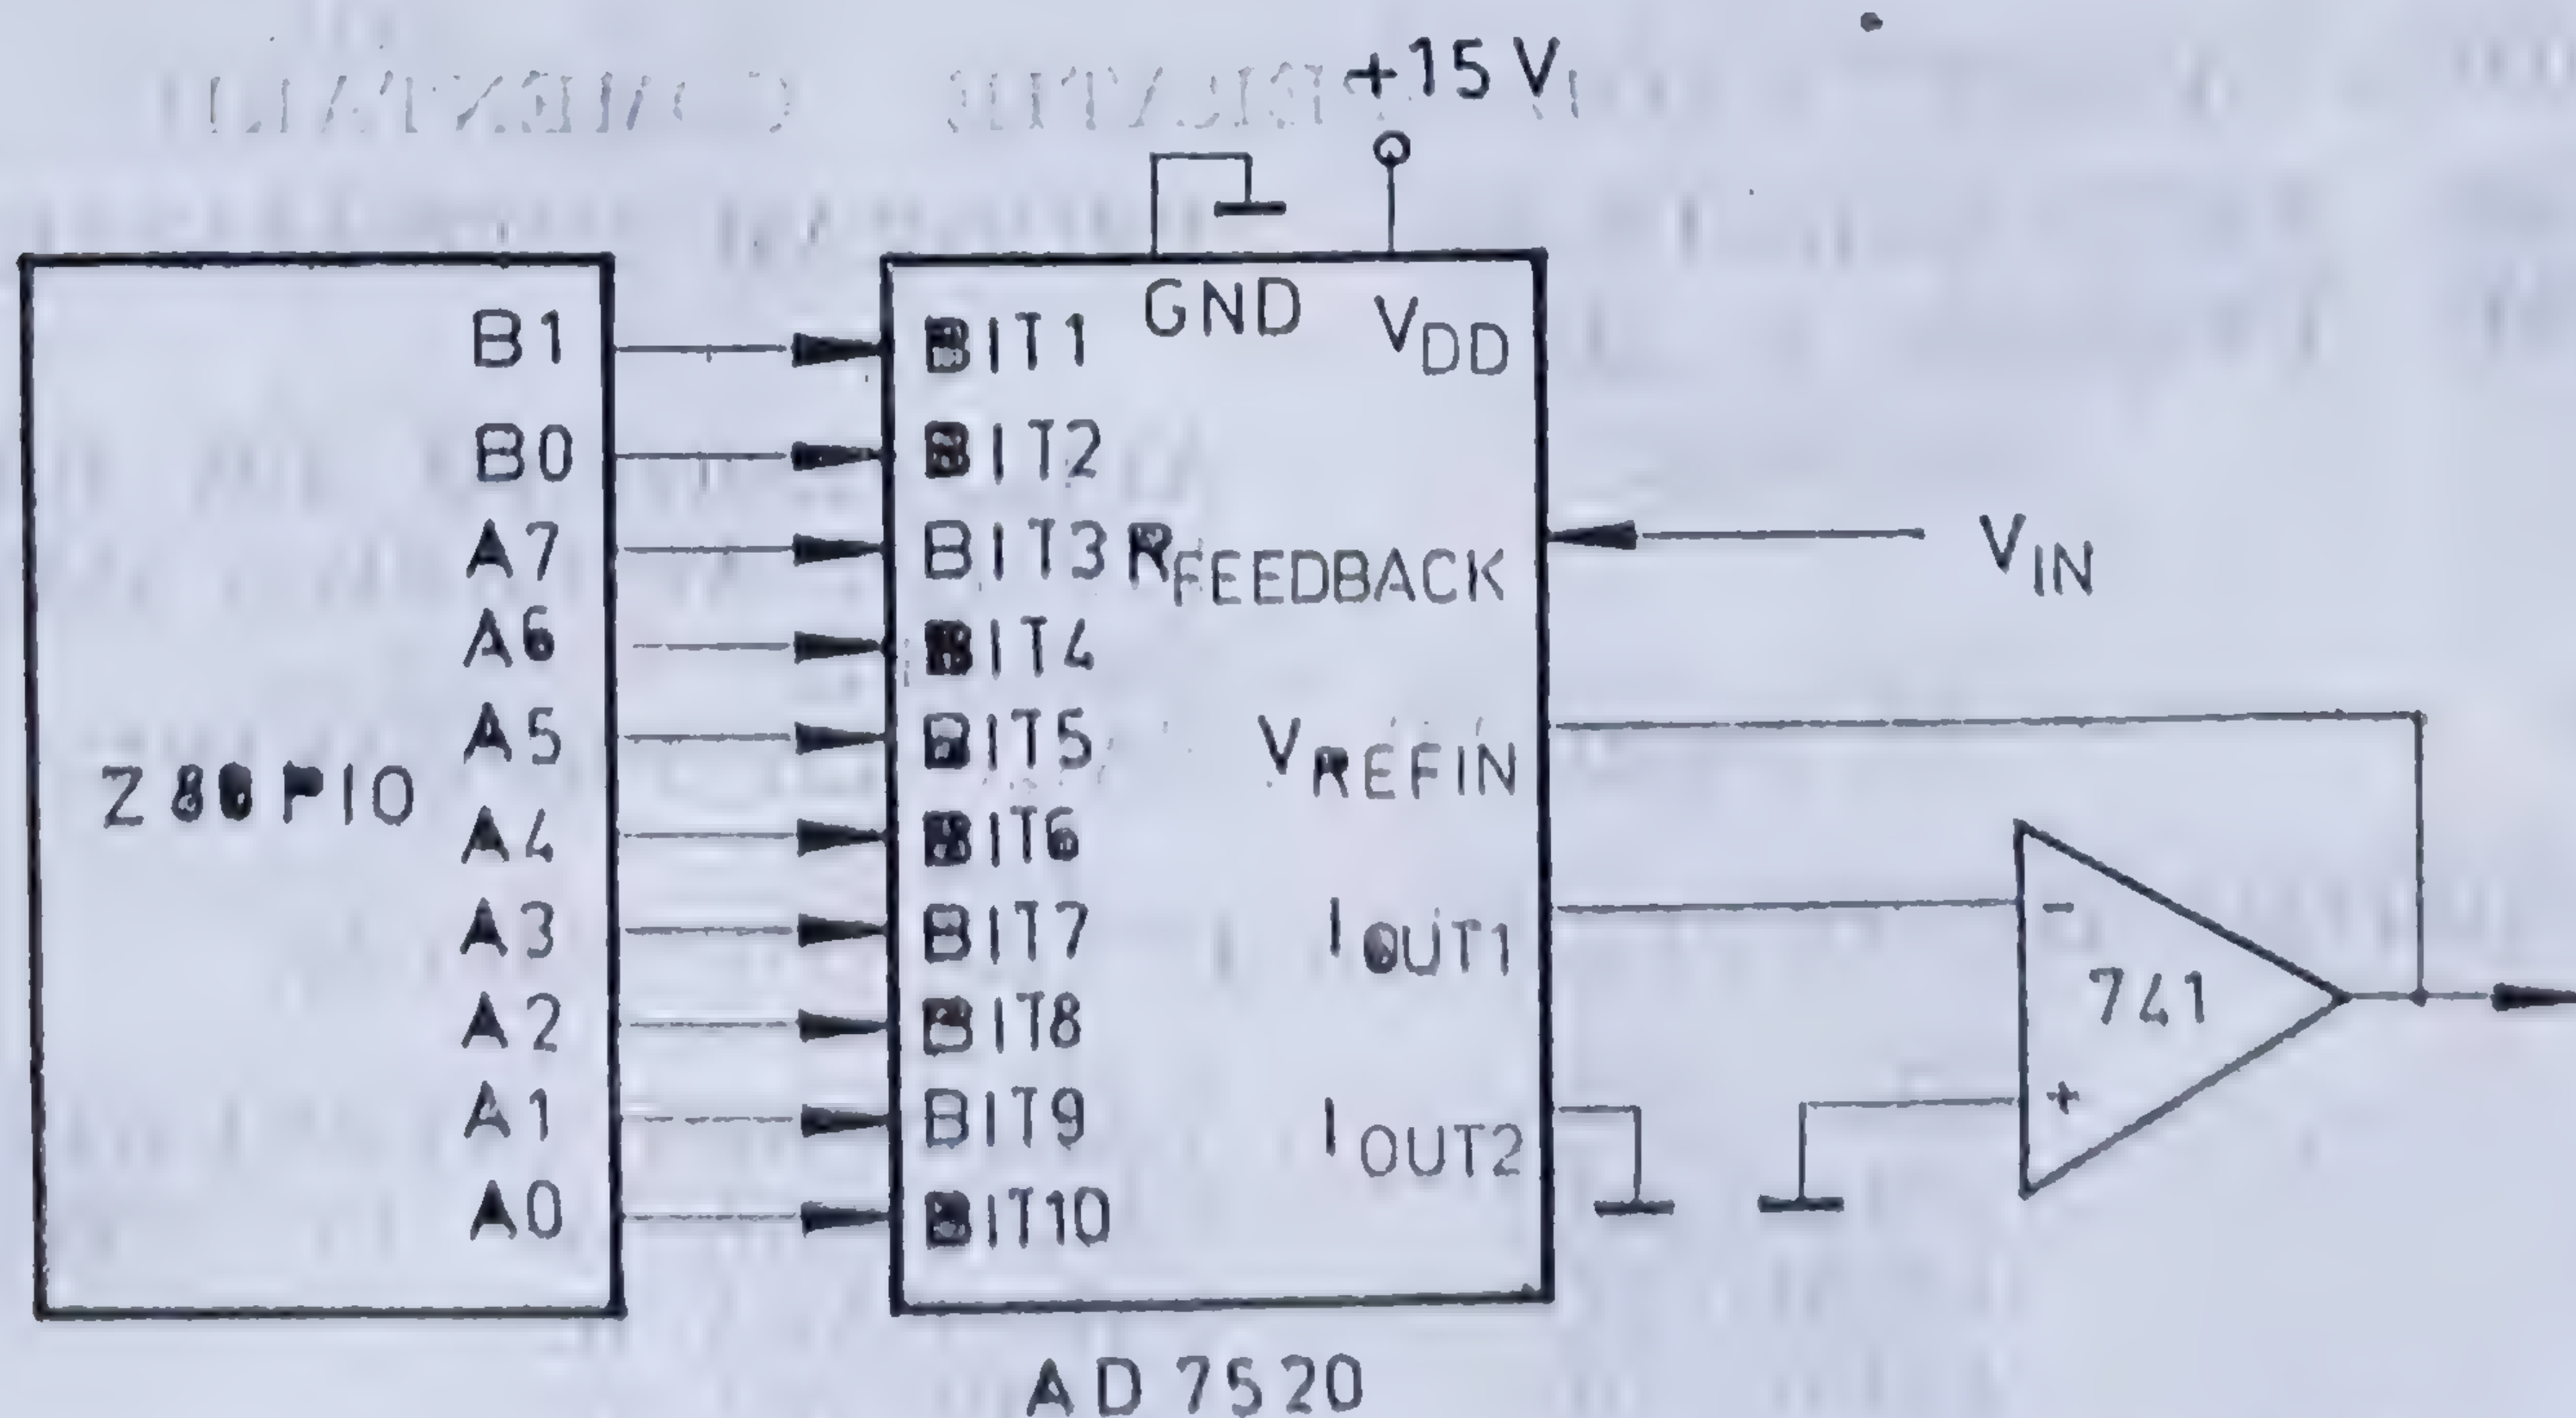 +15 V
GND
VDD
B1
B0
A7
A6
A5
A4
A3
A2
A1
A0
Z80 PIO
BIT1
BIT2
BIT3
BIT4
BIT5
BIT6
BIT7
BIT8
BIT9
BIT10
RFEEDBACK
VREFIN
IOUT1
IOUT2
VIN
-
741
+
AD 7520